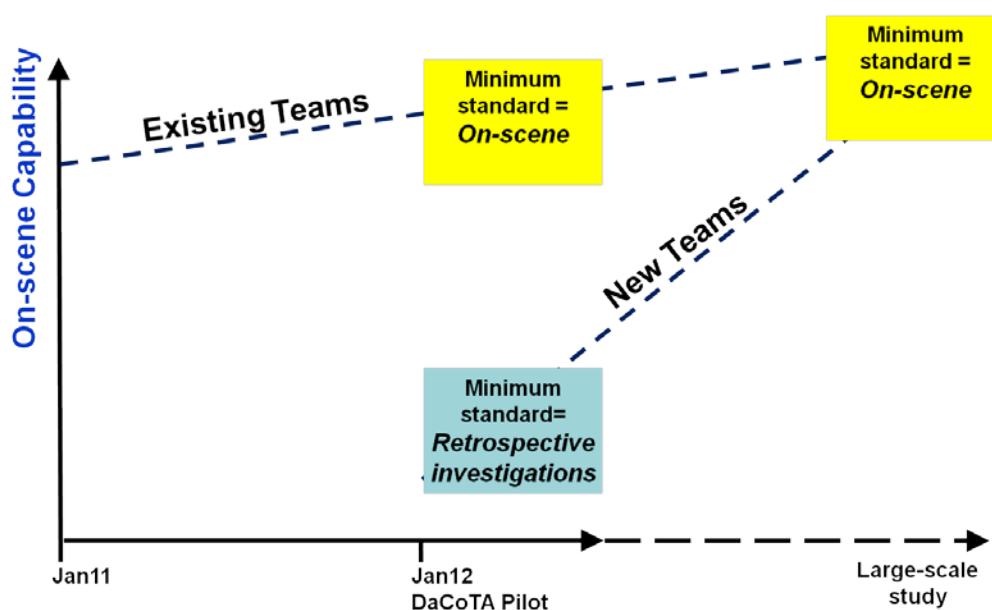 Minimum
standard =
On-scene
Minimum
standard =
On-scene
Existing Teams
On-scene Capability
New Teams
Minimum
standard=
Retrospective
investigations
Jan11
Jan12
DaCoTA Pilot
Large-scale
study